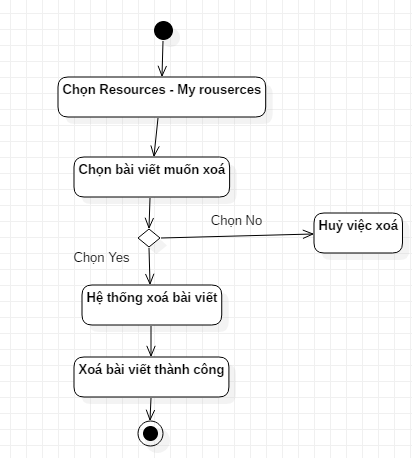 Chọn Resources - My rouserces
Chọn bài viết muốn xoá
Chọn No
Huỷ việc xoá
Chọn Yes
Hệ thống xoá bài viết
Xoá bài viết thành công